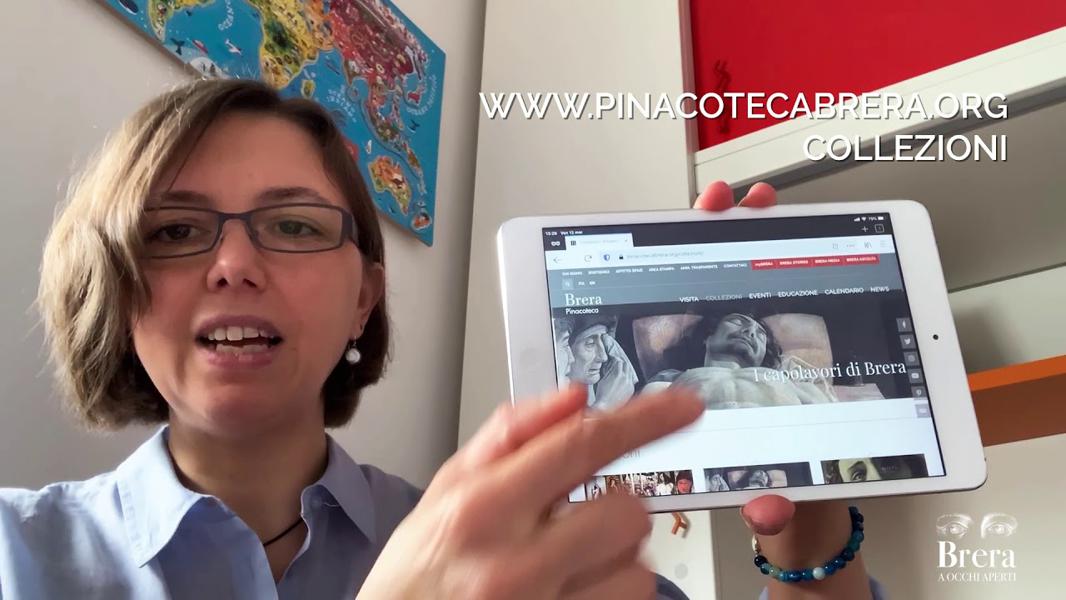 WWW.PINACOTECABRERA.ORG
COLLEZIONI
Brera
Pinacoteca
VISITA COLLEZIONI EVENTI EDUCAZIONE CALENDARIO NEWS
I capolavori di Brera
Brera
A OCCHI APERTI